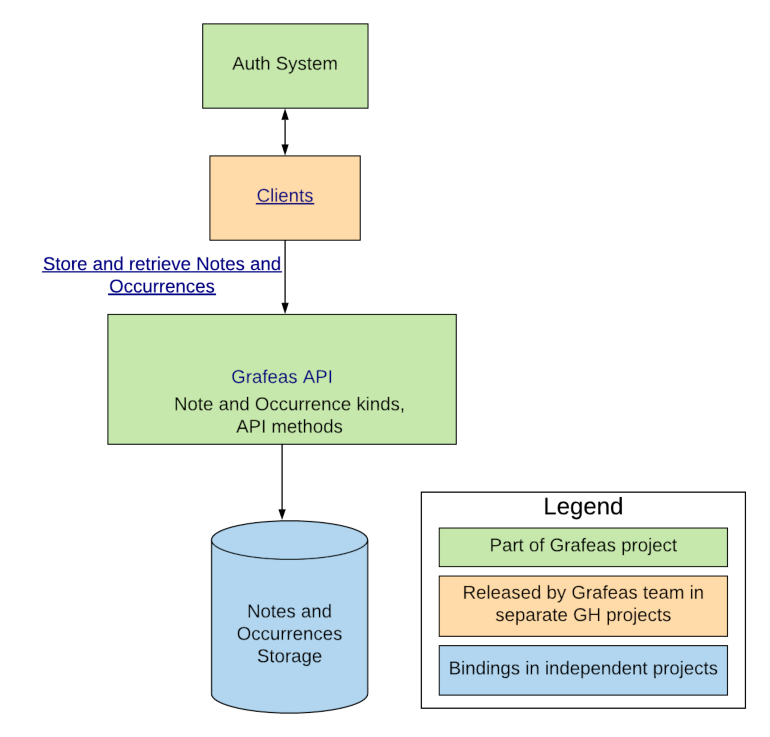 Auth System
Clients
Store and retrieve Notes and
Occurrences
Grafeas API
Note and Occurrence kinds,
API methods
Notes and
Occurrences
Storage
Legend
Part of Grafeas project
Released by Grafeas team in
separate GH projects
Bindings in independent projects